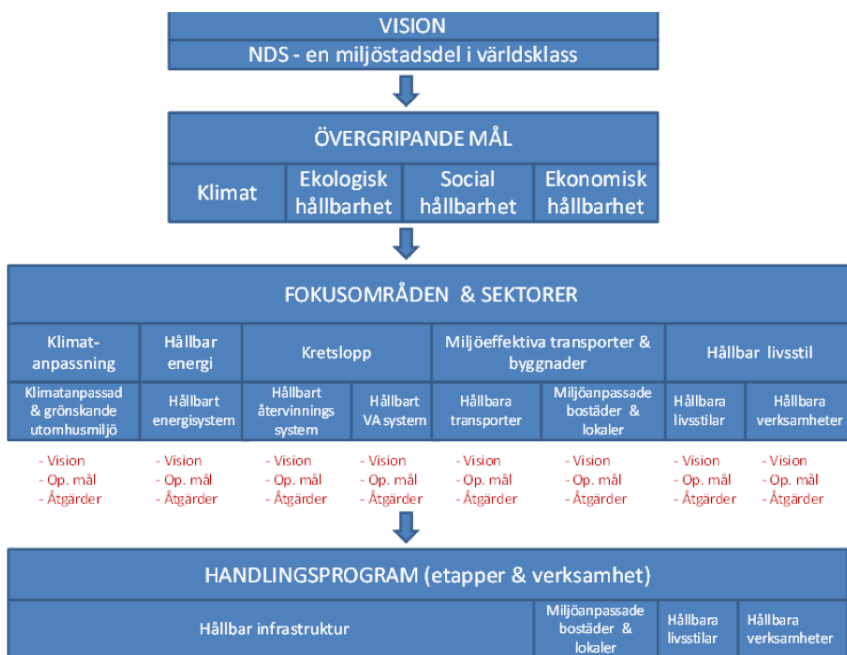 VISION
NDS - en miljöstadsdel i världsklass
ÖVERGRIPANDE MÅL
Klimat
Ekologisk
hållbarhet
Social
hållbarhet
Ekonomisk
hållbarhet
FOKUSOMRÅDEN & SEKTORER
Klimat-
anpassning
Hållbar
energi
Kretslopp
Miljöeffektiva transporter &
byggnader
Hållbar livsstil
Klimatanpassad
& grönskande
utomhusmiljö
Hållbart
energisystem
Hållbart
återvinnings
system
Hållbart
VA system
Hållbara
transporter
Miljöanpassade
bostäder &
lokaler
Hållbara
livsstilar
Hållbara
verksamheter
- Vision
- Op. mål
- Åtgärder
- Vision
- Op. mål
- Åtgärder
- Vision
- Op. mål
- Åtgärder
- Vision
- Op. mål
- Åtgärder
- Vision
- Op. mål
- Åtgärder
- Vision
- Op. mål
- Åtgärder
- Vision
- Op. mål
- Åtgärder
- Vision
- Op. mål
- Åtgärder
HANDLINGSPROGRAM (etapper & verksamhet)
Hållbar infrastruktur
Miljöanpassade
bostäder &
lokaler
Hållbara
livsstilar
Hållbara
verksamheter